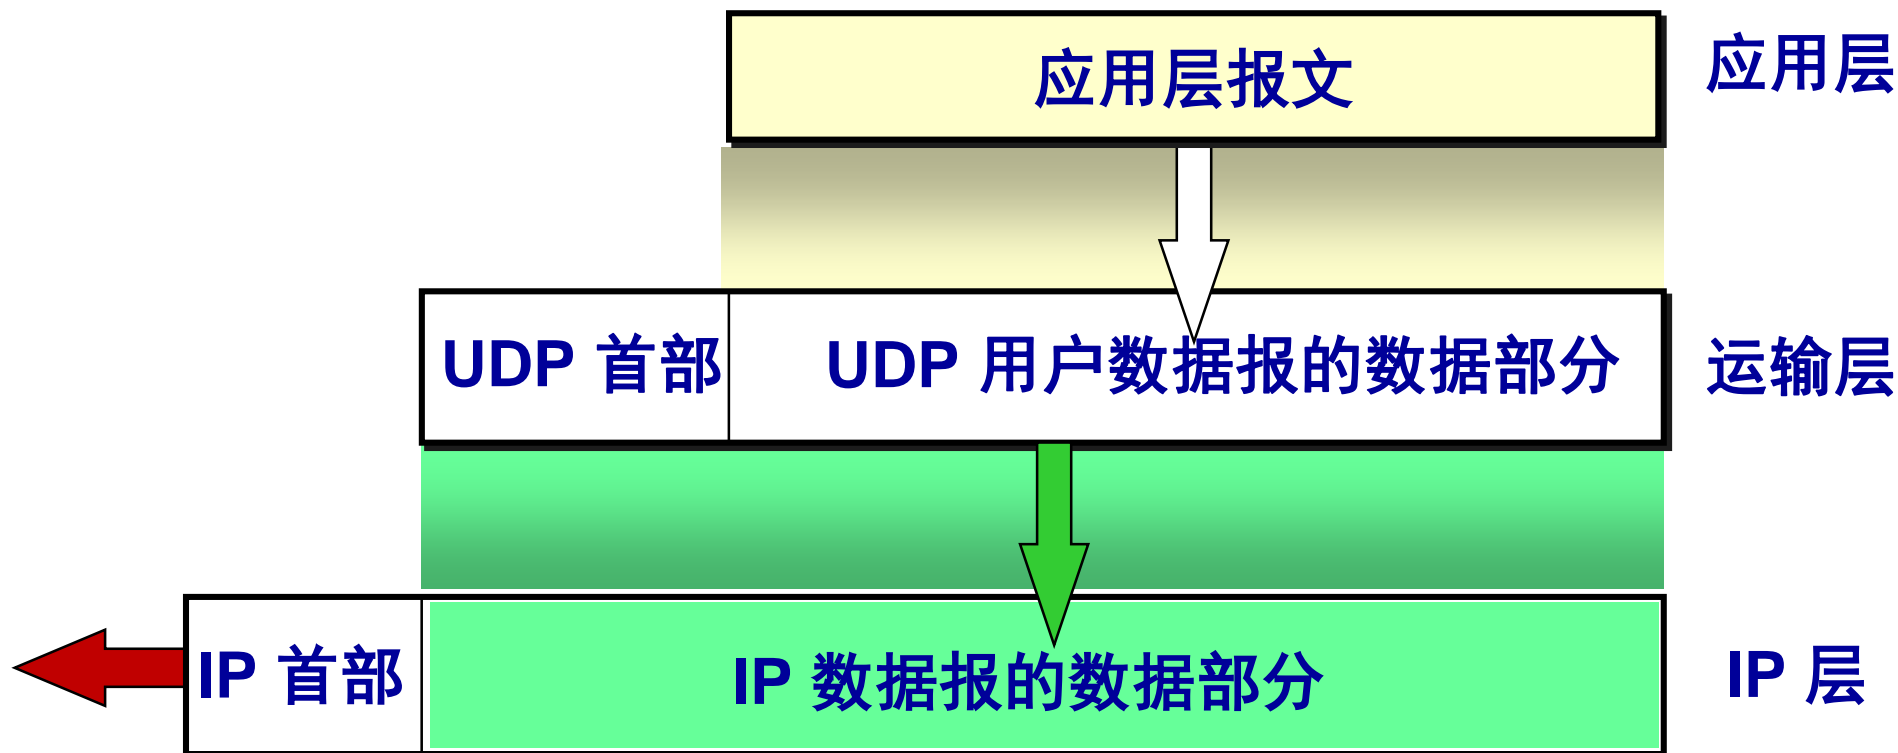 应用层报文
应用层
UDP 首部
UDP 用户数据报的数据部分
运输层
IP 首部
IP 数据报的数据部分
IP 层